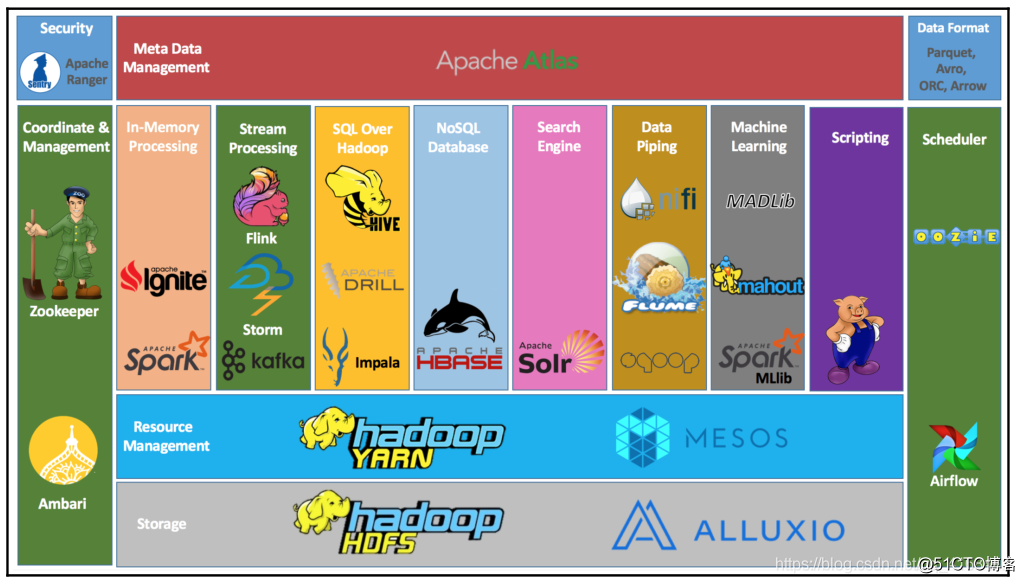 Security
Sentry
Apache
Ranger
Meta Data
Management
Apache Atlas
Data Format
Parquet,
Avro,
ORC, Arrow
Coordinate &
Management
ZOO
Zookeeper
Ambari
In-Memory
Processing
apache
Ignite
APACHE
Spark
Stream
Processing
Flink
Storm
kafka
SQL Over
Hadoop
HIVE
APACHE
DRILL
Impala
NoSQL
Database
APACHE
HBASE
Search
Engine
Apache
Solr
Data
Piping
nifi
FLUME
sqoop
Machine
Learning
MADLib
mahout
APACHE
Spark
MLlib
Scripting
Scheduler
OOZIE
Airflow
Resource
Management
hadoop
YARN
MESOS
Storage
hadoop
HDFS
ALLUXIO
@51CTO博客